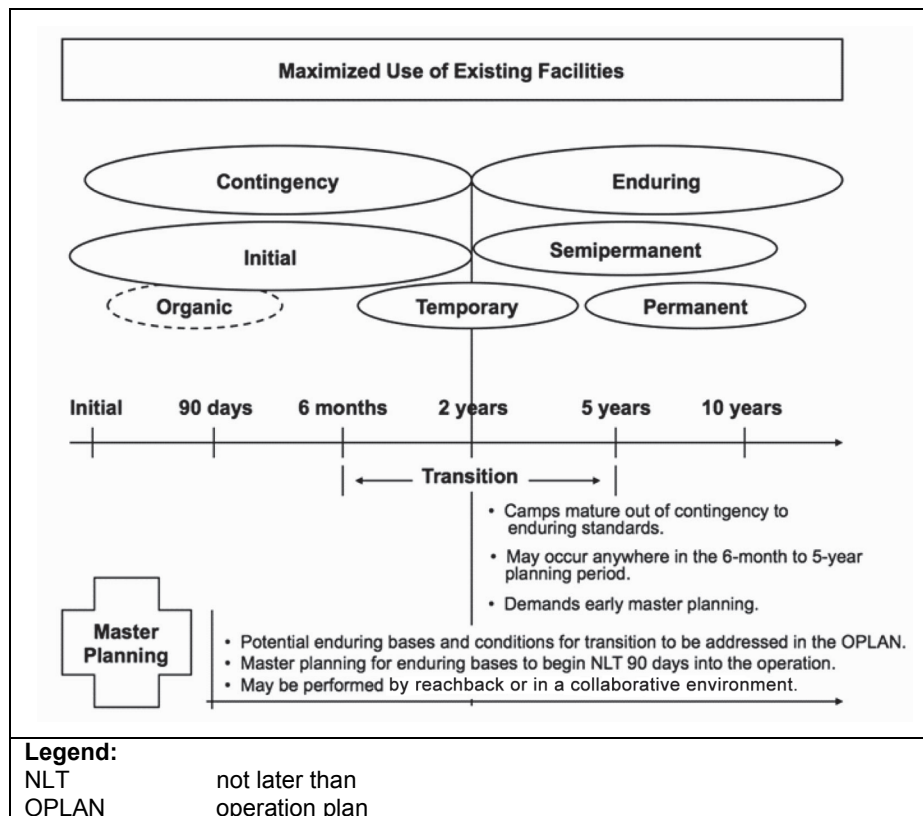 Maximized Use of Existing Facilities
Contingency
Enduring
Initial
Semipermanent
Organic
Temporary
Permanent
Initial 90 days 6 months 2 years 5 years 10 years
Transition
• Camps mature out of contingency to
enduring standards.
• May occur anywhere in the 6-month to 5-year
planning period.
• Demands early master planning.
Master
Planning
• Potential enduring bases and conditions for transition to be addressed in the OPLAN.
• Master planning for enduring bases to begin NLT 90 days into the operation.
• May be performed by reachback or in a collaborative environment.
Legend:
NLT not later than
OPLAN operation plan